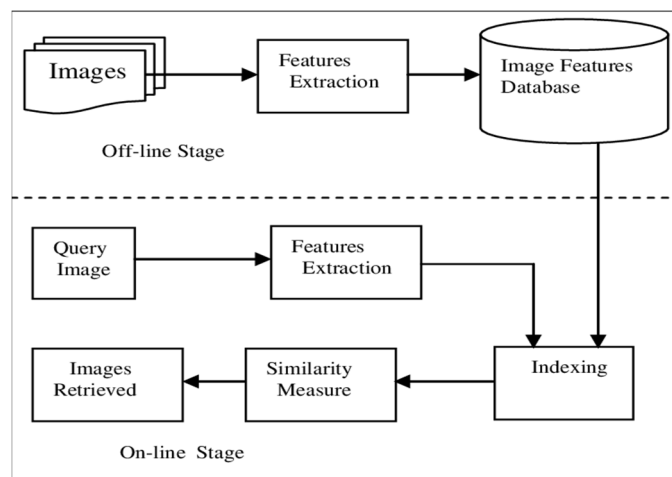 Images
Features
Extraction
Image Features
Database
Off-line Stage
Query
Image
Features
Extraction
Images
Retrieved
Similarity
Measure
Indexing
On-line Stage